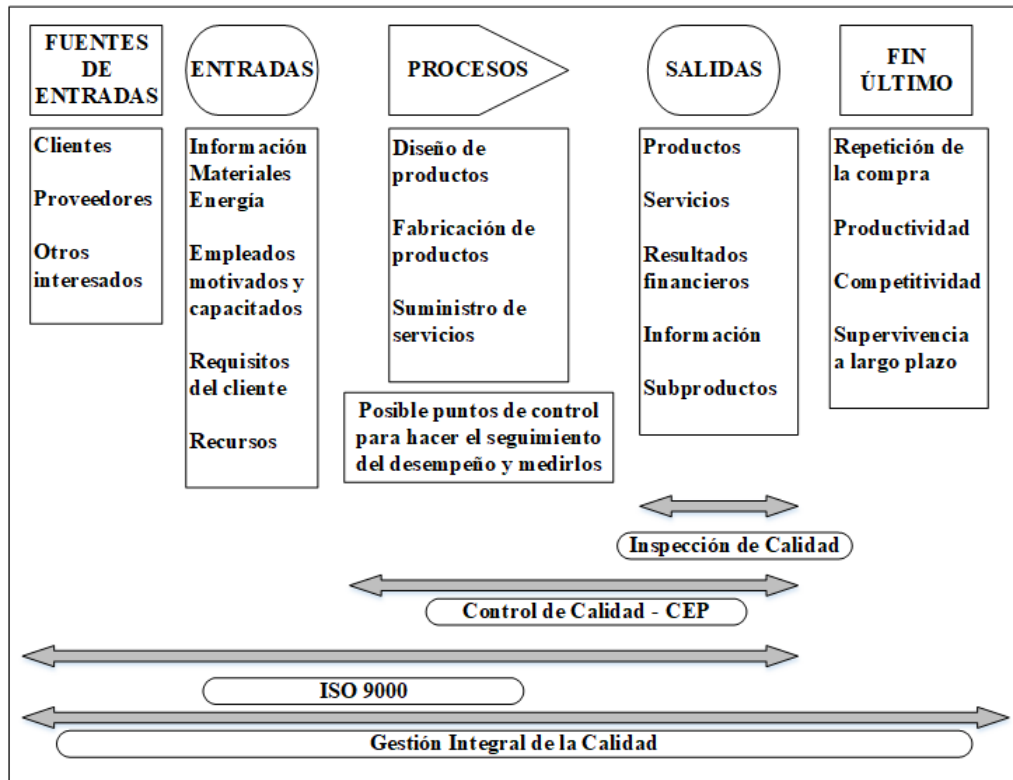 FUENTES
DE
ENTRADAS
ENTRADAS
PROCESOS
SALIDAS
FIN
ÚLTIMO
Clientes
Proveedores
Otros
interesados
Información
Materiales
Energía
Empleados
motivados y
capacitados
Requisitos
del cliente
Recursos
Diseño de
productos
Fabricación de
productos
Suministro de
servicios
Posible puntos de control
para hacer el seguimiento
del desempeño y medirlos
Productos
Servicios
Resultados
financieros
Información
Subproductos
Repetición de
la compra
Productividad
Competitividad
Supervivencia
a largo plazo
Inspección de Calidad
Control de Calidad - CEP
ISO 9000
Gestión Integral de la Calidad